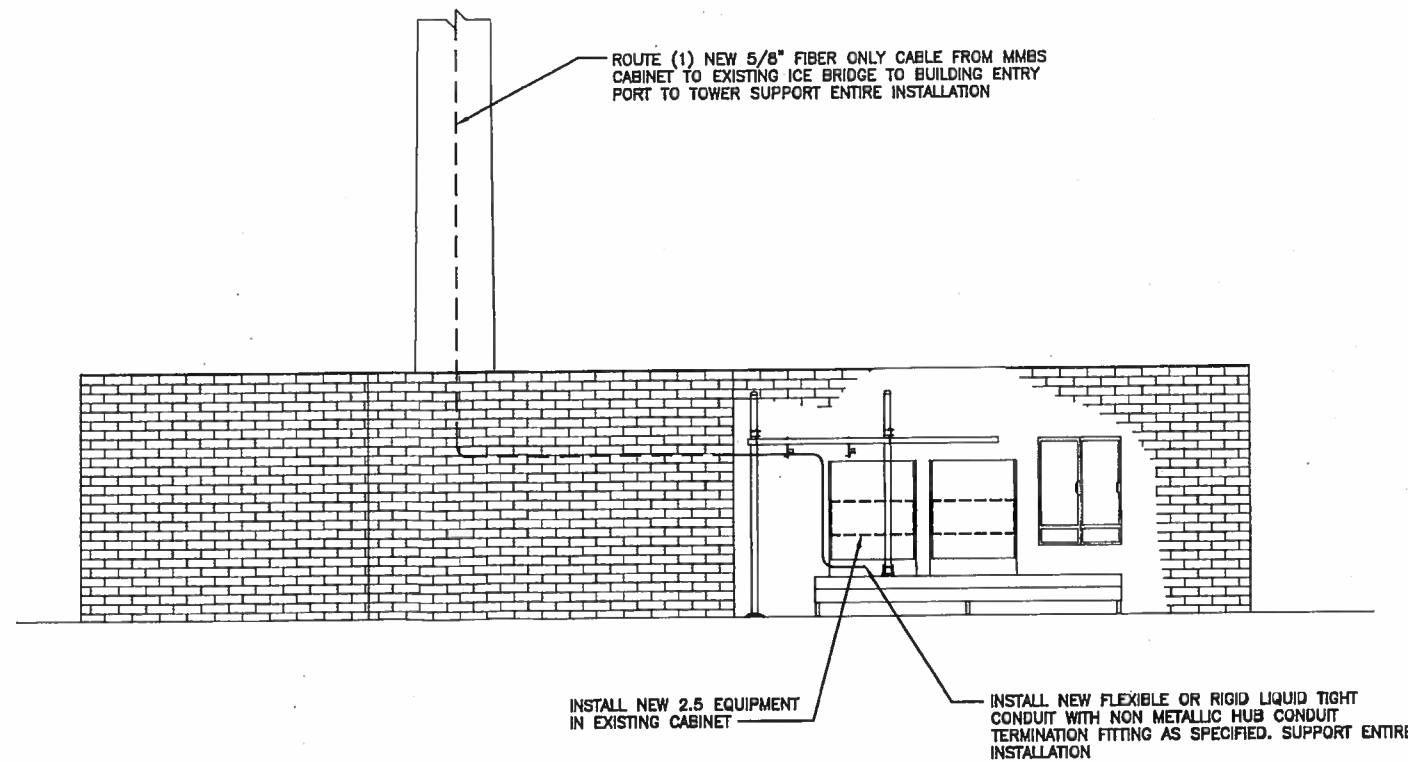 ROUTE (1) NEW 5/8" FIBER ONLY CABLE FROM MMBS
CABINET TO EXISTING ICE BRIDGE TO BUILDING ENTRY
PORT TO TOWER SUPPORT ENTIRE INSTALLATION
INSTALL NEW 2.5 EQUIPMENT
IN EXISTING CABINET
INSTALL NEW FLEXIBLE OR RIGID LIQUID TIGHT
CONDUIT WITH NON METALLIC HUB CONDUIT
TERMINATION FITTING AS SPECIFIED. SUPPORT ENTIRE
INSTALLATION